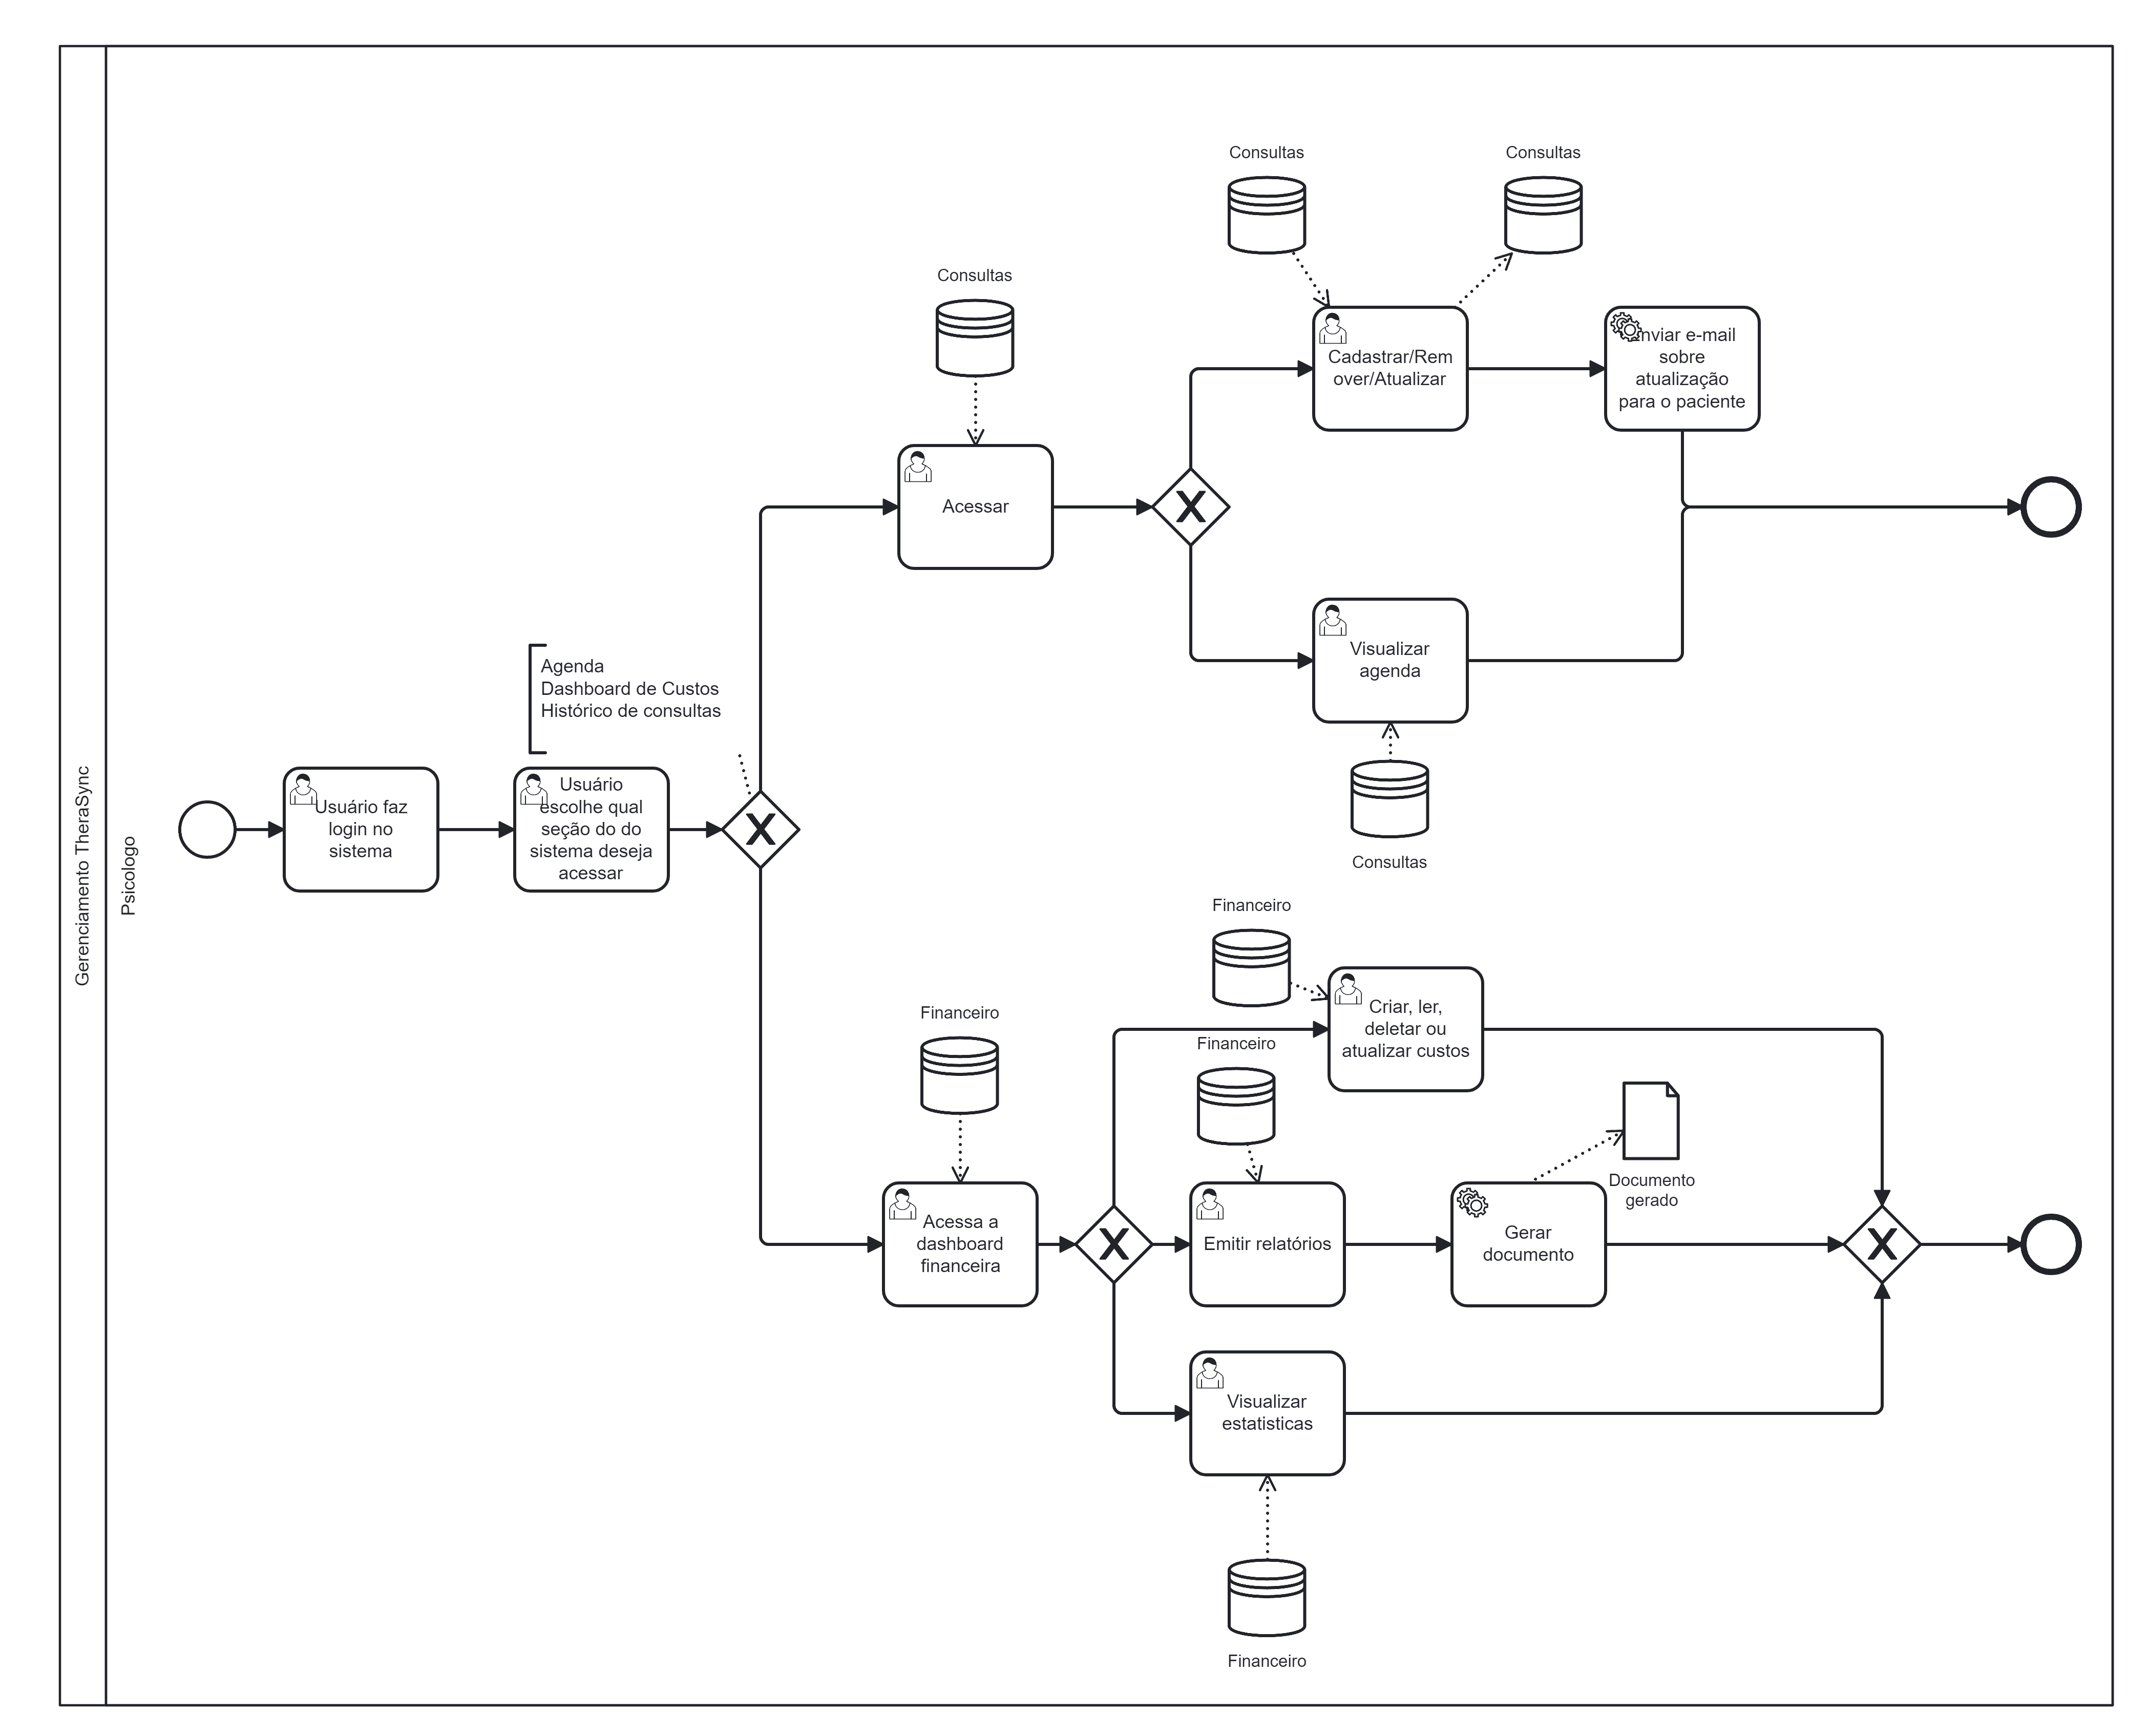 Gerenciamento TheraSync
Psicologo
Consultas
Consultas
Consultas
Cadastrar/Rem
over/Atualizar
Enviar e-mail
sobre
atualização
para o paciente
Acessar
Visualizar
agenda
Consultas
Agenda
Dashboard de Custos
Histórico de consultas
Usuário faz
login no
sistema
Usuário
escolhe qual
seção do do
sistema deseja
acessar
Financeiro
Criar, ler,
deletar ou
atualizar custos
Financeiro
Financeiro
Documento
gerado
Acessa a
dashboard
financeira
Emitir relatórios
Gerar
documento
Visualizar
estatisticas
Financeiro